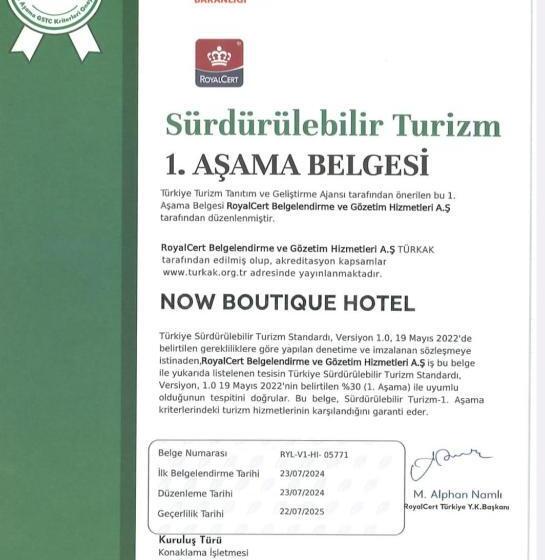 Aşama GSTC Kriterleri
BAKANLIĞI
ROYALCERT
Sürdürülebilir Turizm
1. AŞAMA BELGESİ
Türkiye Turizm Tanıtım ve Geliştirme Ajansı tarafından önerilen bu 1.
Aşama Belgesi RoyalCert Belgelendirme ve Gözetim Hizmetleri A.Ş
tarafından düzenlenmiştir.
RoyalCert Belgelendirme ve Gözetim Hizmetleri A.Ş TÜRKAK
tarafından edilmiş olup, akreditasyon kapsamlar
www.turkak.org.tr adresinde yayınlanmaktadır.
NOW BOUTIQUE HOTEL
Türkiye Sürdürülebilir Turizm Standardı, Versiyon 1.0, 19 Mayıs 2022'de
belirtilen gerekliliklere göre yapılan denetime ve imzalanan sözleşmeye
istinaden,RoyalCert Belgelendirme ve Gözetim Hizmetleri A.Ş iş bu belge
ile yukarıda listelenen tesisin Türkiye Sürdürülebilir Turizm Standardı,
Versiyon, 1.0 19 Mayıs 2022'nin belirtilen %30 (1. Aşama) ile uyumlu
olduğunun tespitini doğrular. Bu belge, Sürdürülebilir Turizm-1. Aşama
kriterlerindeki turizm hizmetlerinin karşılandığını garanti eder.
Belge Numarası RYL-V1-HI- 05771
İlk Belgelendirme Tarihi 23/07/2024
Düzenleme Tarihi 23/07/2024
Geçerlilik Tarihi 22/07/2025
M. Alphan Namlı
RoyalCert Türkiye Y.K.Başkanı
Kuruluş Türü
Konaklama İşletmesi